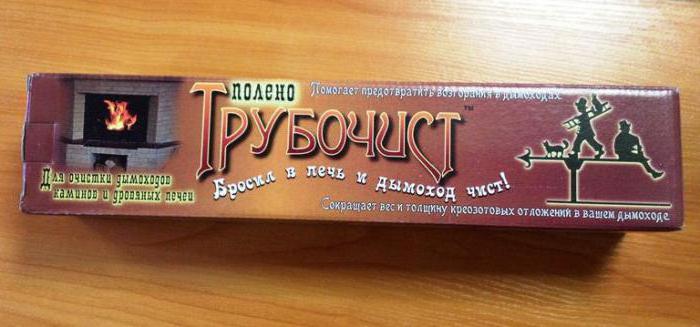 ПОЛЕНО
Помогает предотвратить возгорания в дымоходах
ТРУБОЧИСТ™
Бросил в печь и дымоход чист!
Для очистки дымоходов
каминов и дровяных печей
Сокращает вес и толщину креозотовых отложений в вашем дымоходе